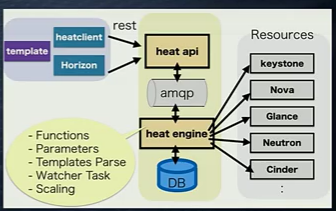 rest
Resources
heatclient
template
Horizon
heat api
keystone
amqp
Nova
Glance
heat engine
Neutron
Cinder
DB
:
- Functions
- Parameters
- Templates Parse
- Watcher Task
- Scaling